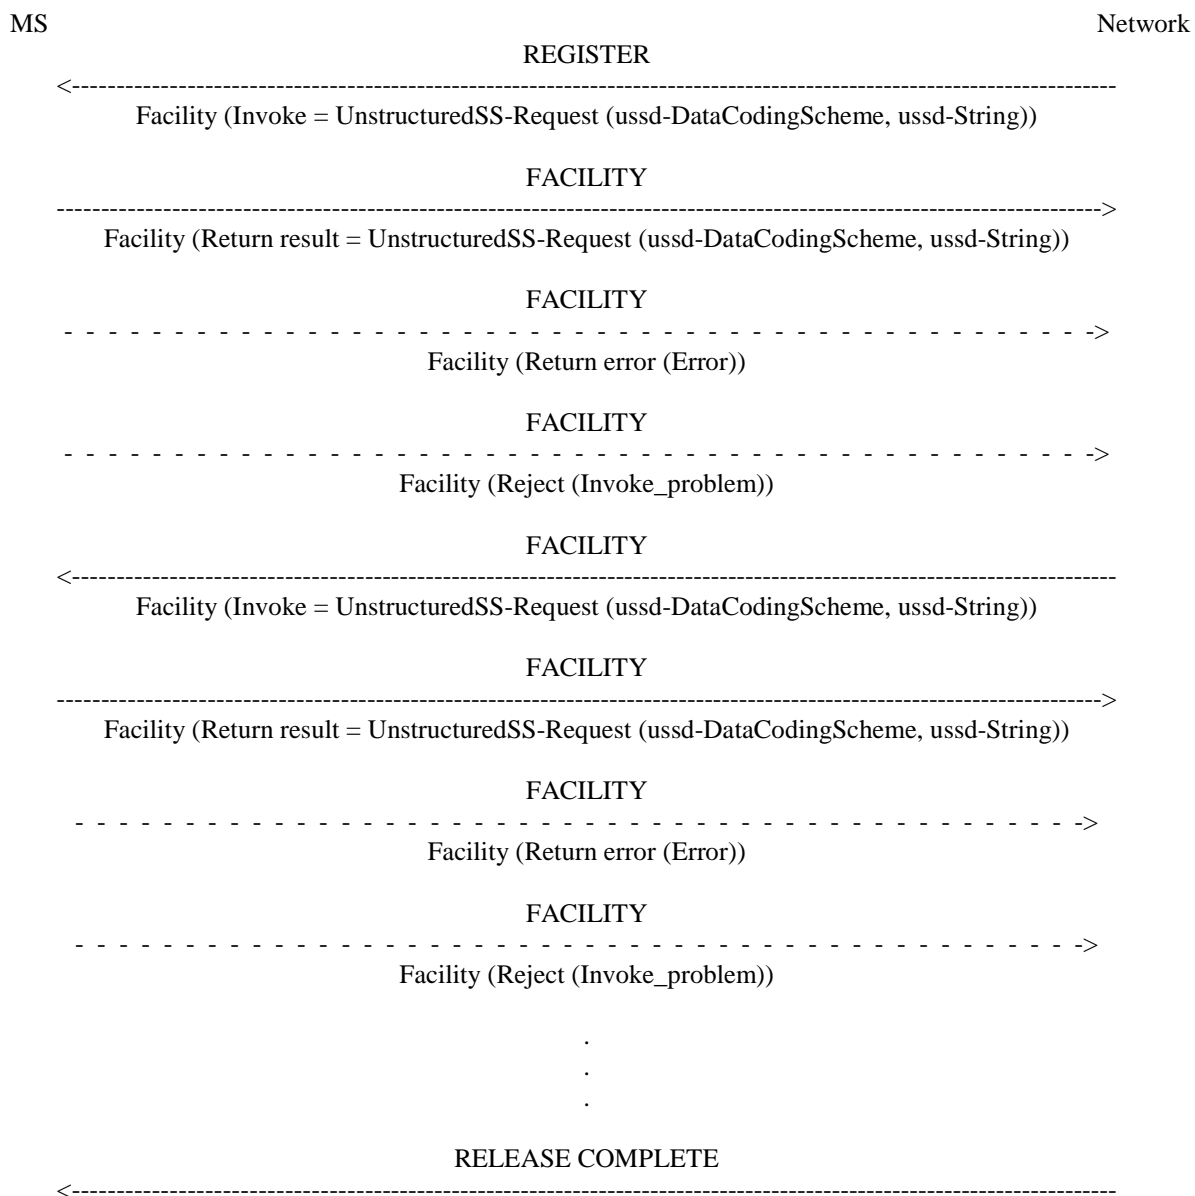 MS Network
REGISTER
<----------------------------------------------------------------------------------------------------------------------
Facility (Invoke = UnstructuredSS-Request (ussd-DataCodingScheme, ussd-String))
FACILITY
---------------------------------------------------------------------------------------------------------------------->
Facility (Return result = UnstructuredSS-Request (ussd-DataCodingScheme, ussd-String))
FACILITY
- - - - - - - - - - - - - - - - - - - - - - - - - - - - - - - - - - - - - - - - - - - - - - ->
Facility (Return error (Error))
FACILITY
- - - - - - - - - - - - - - - - - - - - - - - - - - - - - - - - - - - - - - - - - - - - - - ->
Facility (Reject (Invoke_problem))
FACILITY
<----------------------------------------------------------------------------------------------------------------------
Facility (Invoke = UnstructuredSS-Request (ussd-DataCodingScheme, ussd-String))
FACILITY
---------------------------------------------------------------------------------------------------------------------->
Facility (Return result = UnstructuredSS-Request (ussd-DataCodingScheme, ussd-String))
FACILITY
- - - - - - - - - - - - - - - - - - - - - - - - - - - - - - - - - - - - - - - - - - - - - ->
Facility (Return error (Error))
FACILITY
- - - - - - - - - - - - - - - - - - - - - - - - - - - - - - - - - - - - - - - - - - - - - ->
Facility (Reject (Invoke_problem))
.
.
.
RELEASE COMPLETE
<----------------------------------------------------------------------------------------------------------------------